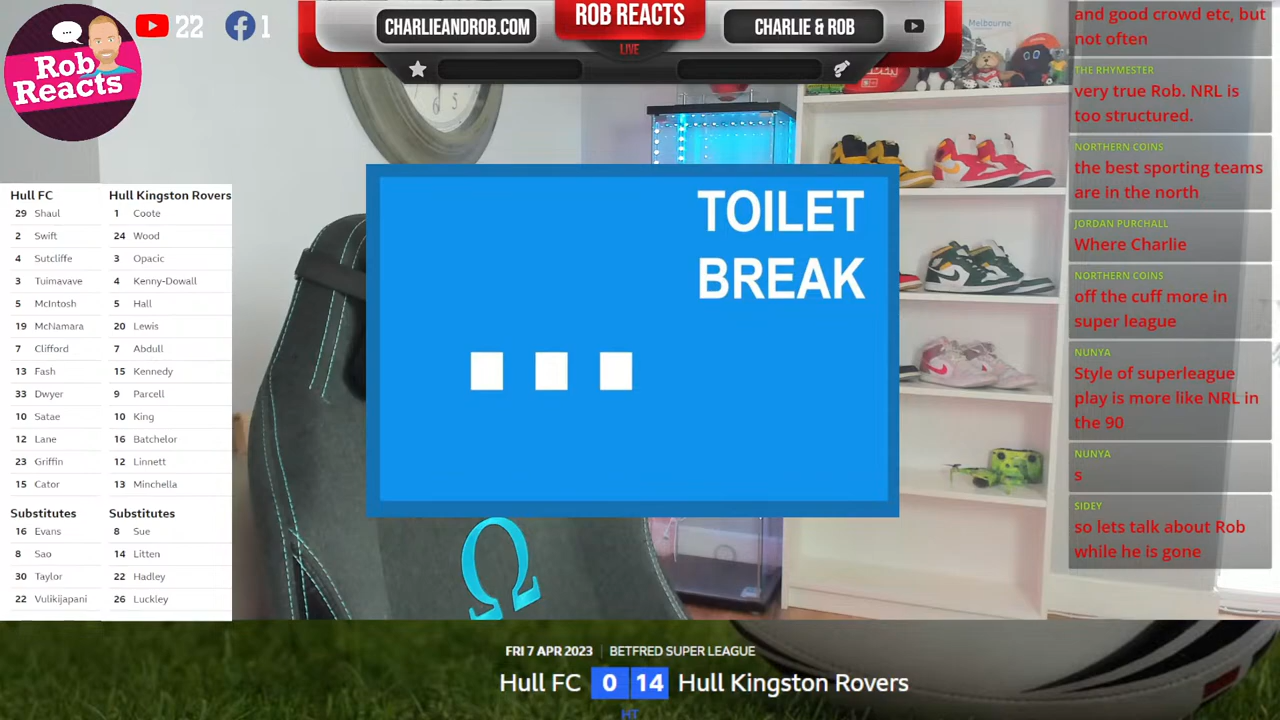 Rob
Reacts
22
1
CHARLIEANDROB.COM
ROB REACTS
LIVE
CHARLIE & ROB
Melbourne
TOILET
BREAK
Hull FC
29 Shaul
2 Swift
4 Sutcliffe
3 Tuimavave
5 McIntosh
19 McNamara
7 Clifford
13 Fash
33 Dwyer
10 Satae
12 Lane
23 Griffin
15 Cator
Substitutes
16 Evans
8 Sao
30 Taylor
22 Vulikijapani
Hull Kingston Rovers
1 Coote
24 Wood
3 Opacic
4 Kenny-Dowall
5 Hall
20 Lewis
7 Abdull
15 Kennedy
9 Parcell
10 King
16 Batchelor
12 Linnett
13 Minchella
Substitutes
8 Sue
14 Litten
22 Hadley
26 Luckley
and good crowd etc, but
not often
THE RHYMESTER
very true Rob. NRL is
too structured.
NORTHERN COINS
the best sporting teams
are in the north
JORDAN PURCHALL
Where Charlie
NORTHERN COINS
off the cuff more in
super league
NUNYA
Style of superleague
play is more like NRL in
the 90
NUNYA
s
SIDEY
so lets talk about Rob
while he is gone
FRI 7 APR 2023 | BETFRED SUPER LEAGUE
Hull FC 0 14 Hull Kingston Rovers
HT